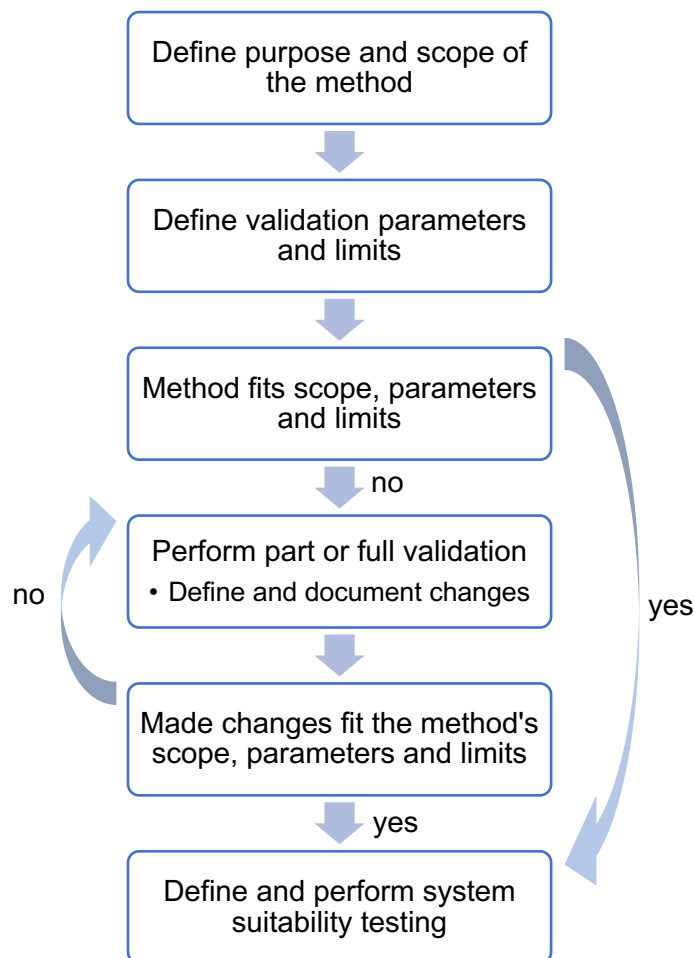 Define purpose and scope of
the method
Define validation parameters
and limits
Method fits scope, parameters
and limits
no
Perform part or full validation
• Define and document changes
no
yes
Made changes fit the method's
scope, parameters and limits
yes
Define and perform system
suitability testing